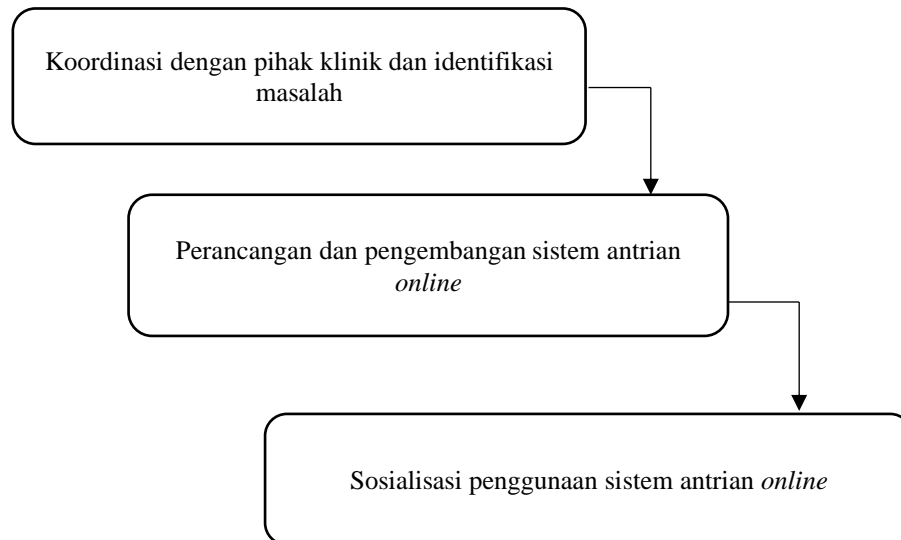 Koordinasi dengan pihak klinik dan identifikasi
masalah
Perancangan dan pengembangan sistem antrian
online
Sosialisasi penggunaan sistem antrian online